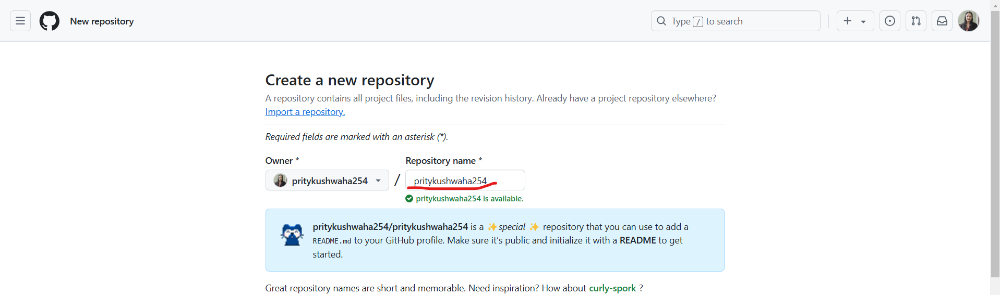 New repository
Type / to search
Create a new repository
A repository contains all project files, including the revision history. Already have a project repository elsewhere?
Import a repository.
Required fields are marked with an asterisk (*).
Owner * Repository name *
pritykushwaha254 / pritykushwaha254
pritykushwaha254 is available.
pritykushwaha254/pritykushwaha254 is a ✨ special ✨ repository that you can use to add a
README.md to your GitHub profile. Make sure it’s public and initialize it with a README to get
started.
Great repository names are short and memorable. Need inspiration? How about curly-spork ?